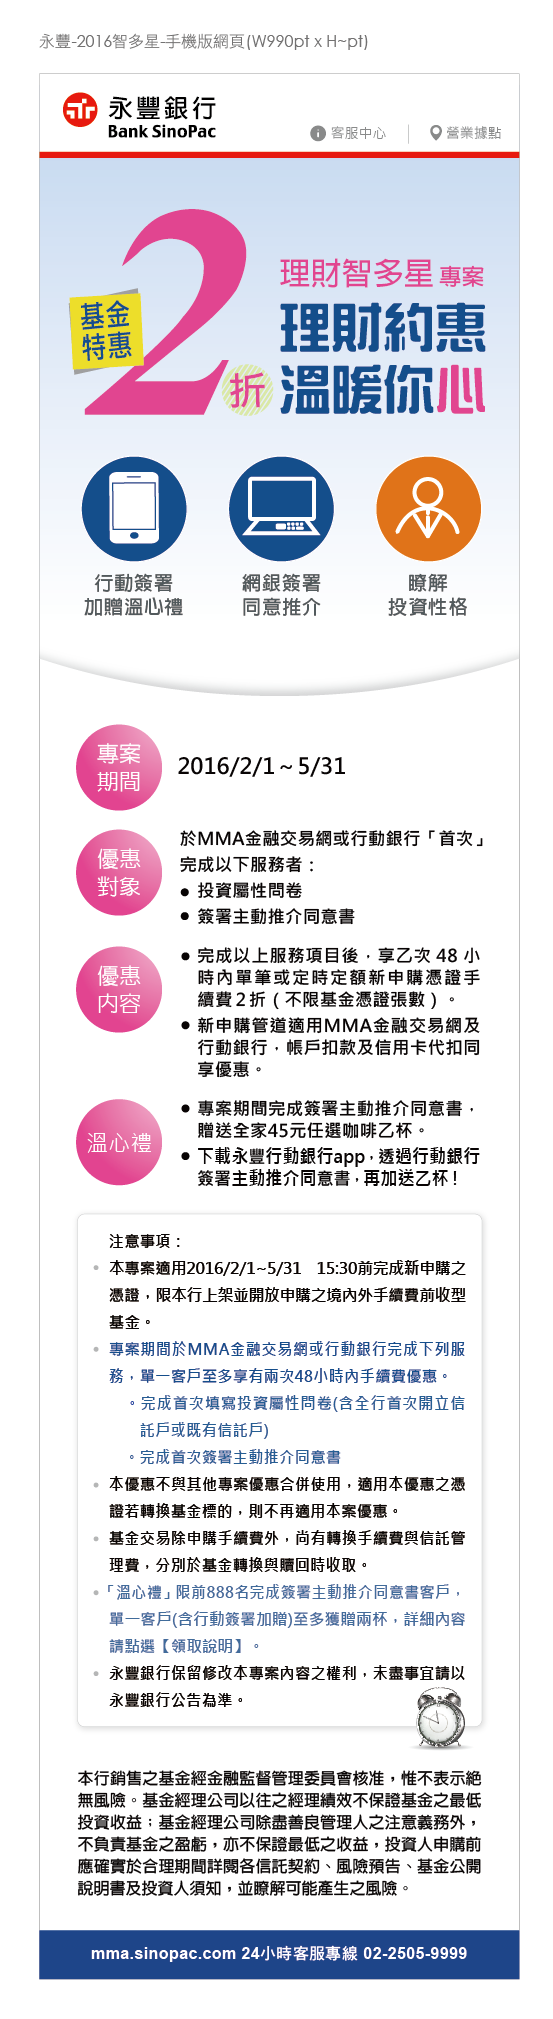 永豐-2016智多星-手機版網頁(W990pt x H~pt)
永豐銀行
Bank SinoPac
客服中心
營業據點
基金
特惠
2
折
理財智多星 專案
理財約惠
溫暖你心
行動簽署
加贈溫心禮
網銀簽署
同意推介
瞭解
投資性格
專案
期間
2016/2/1~5/31
優惠
對象
於MMA金融交易網或行動銀行「首次」
完成以下服務者：
● 投資屬性問卷
● 簽署主動推介同意書
優惠
內容
● 完成以上服務項目後，享乙次 48 小
時內單筆或定時定額新申購憑證手
續費2折（不限基金憑證張數）。
● 新申購管道適用MMA金融交易網及
行動銀行，帳戶扣款及信用卡代扣同
享優惠。
溫心禮
● 專案期間完成簽署主動推介同意書，
贈送全家45元任選咖啡乙杯。
● 下載永豐行動銀行app，透過行動銀行
簽署主動推介同意書，再加送乙杯！
注意事項：
● 本專案適用2016/2/1~5/31　15:30前完成新申購之
憑證，限本行上架並開放申購之境內外手續費前收型
基金。
● 專案期間於MMA金融交易網或行動銀行完成下列服
務，單一客戶至多享有兩次48小時內手續費優惠。
。完成首次填寫投資屬性問卷(含全行首次開立信
託戶或既有信託戶)
。完成首次簽署主動推介同意書
● 本優惠不與其他專案優惠合併使用，適用本優惠之憑
證若轉換基金標的，則不再適用本案優惠。
● 基金交易除申購手續費外，尚有轉換手續費與信託管
理費，分別於基金轉換與贖回時收取。
●「溫心禮」限前888名完成簽署主動推介同意書客戶，
單一客戶(含行動簽署加贈)至多獲贈兩杯，詳細內容
請點選【領取說明】。
● 永豐銀行保留修改本專案內容之權利，未盡事宜請以
永豐銀行公告為準。
本行銷售之基金經金融監督管理委員會核准，惟不表示絕
無風險。基金經理公司以往之經理績效不保證基金之最低
投資收益；基金經理公司除盡善良管理人之注意義務外，
不負責基金之盈虧，亦不保證最低之收益，投資人申購前
應確實於合理期間詳閱各信託契約、風險預告、基金公開
說明書及投資人須知，並瞭解可能產生之風險。
mma.sinopac.com 24小時客服專線 02-2505-9999